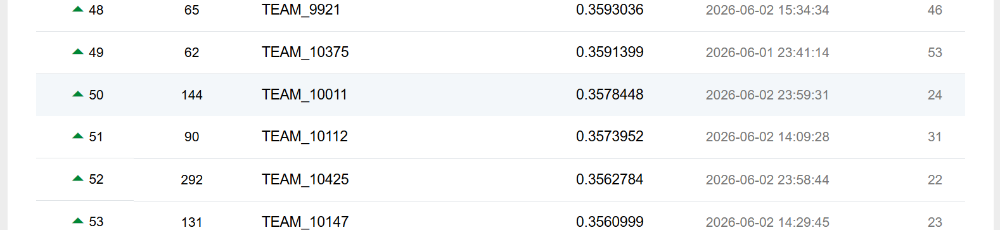 48 65 TEAM_9921 0.3593036 2026-06-02 15:34:34 46
49 62 TEAM_10375 0.3591399 2026-06-01 23:41:14 53
50 144 TEAM_10011 0.3578448 2026-06-02 23:59:31 24
51 90 TEAM_10112 0.3573952 2026-06-02 14:09:28 31
52 292 TEAM_10425 0.3562784 2026-06-02 23:58:44 22
53 131 TEAM_10147 0.3560999 2026-06-02 14:29:45 23